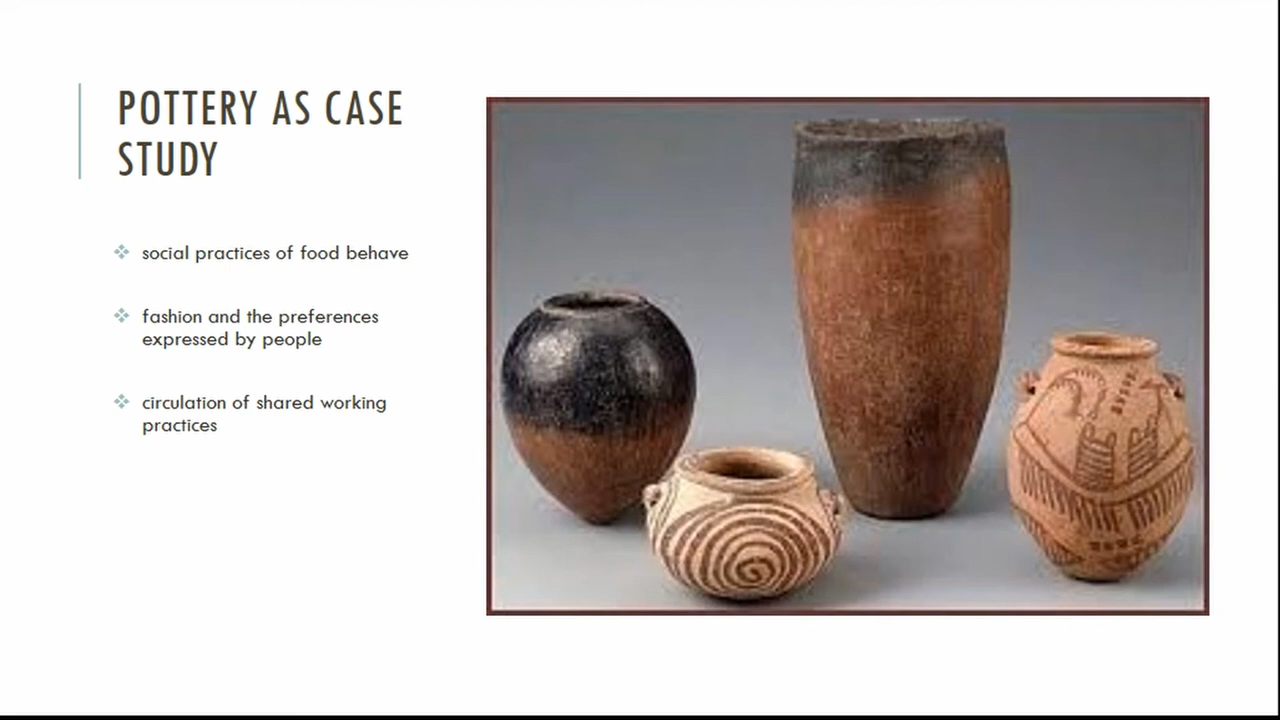 POTTERY AS CASE
STUDY
social practices of food behave
fashion and the preferences
expressed by people
circulation of shared working
practices